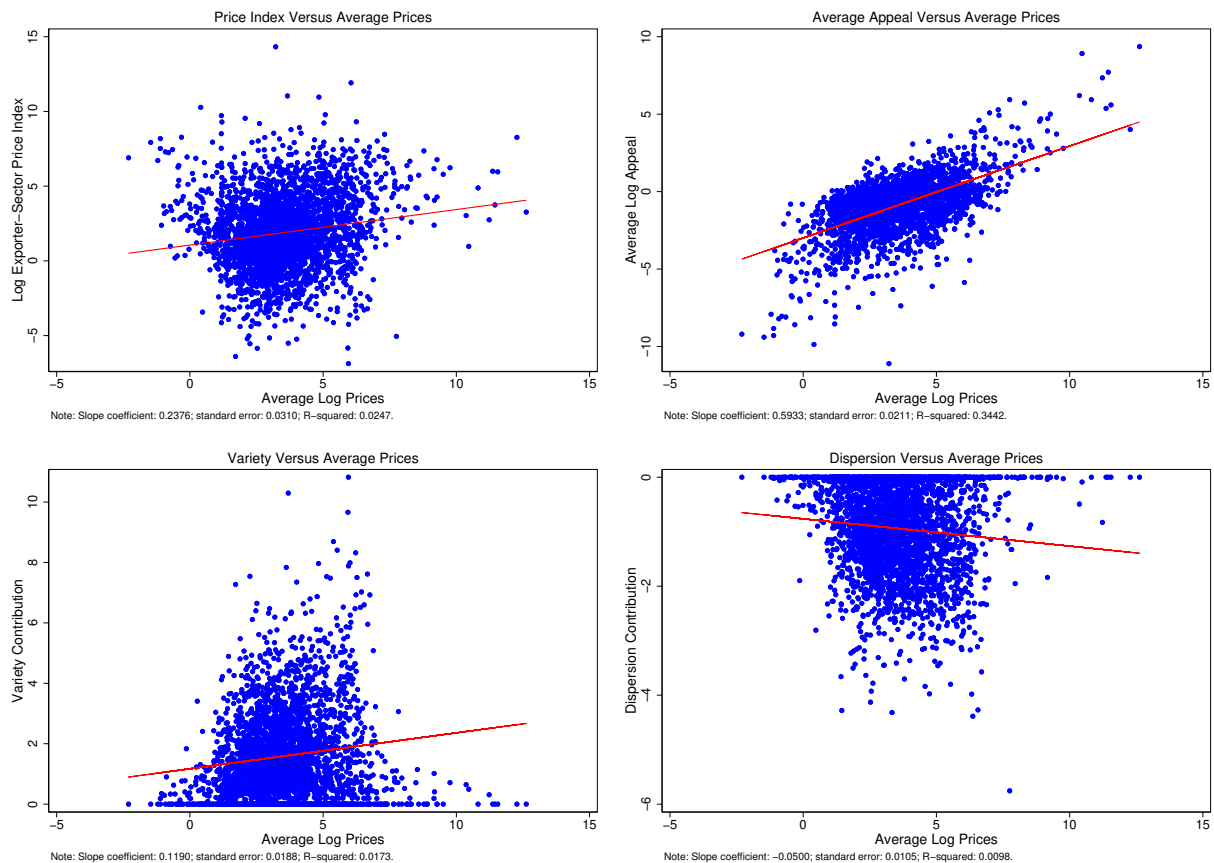 Price Index Versus Average Prices
Log Exporter−Sector Price Index
15
10
5
0
−5
−5 0 5 10 15
Average Log Prices
Note: Slope coefficient: 0.2376; standard error: 0.0310; R−squared: 0.0247.
Average Appeal Versus Average Prices
Average Log Appeal
10
5
0
−5
−10
−5 0 5 10 15
Average Log Prices
Note: Slope coefficient: 0.5933; standard error: 0.0211; R−squared: 0.3442.
Variety Versus Average Prices
Variety Contribution
10
8
6
4
2
0
−5 0 5 10 15
Average Log Prices
Note: Slope coefficient: 0.1190; standard error: 0.0188; R−squared: 0.0173.
Dispersion Versus Average Prices
Dispersion Contribution
0
−2
−4
−6
−5 0 5 10 15
Average Log Prices
Note: Slope coefficient: −0.0500; standard error: 0.0105; R−squared: 0.0098.